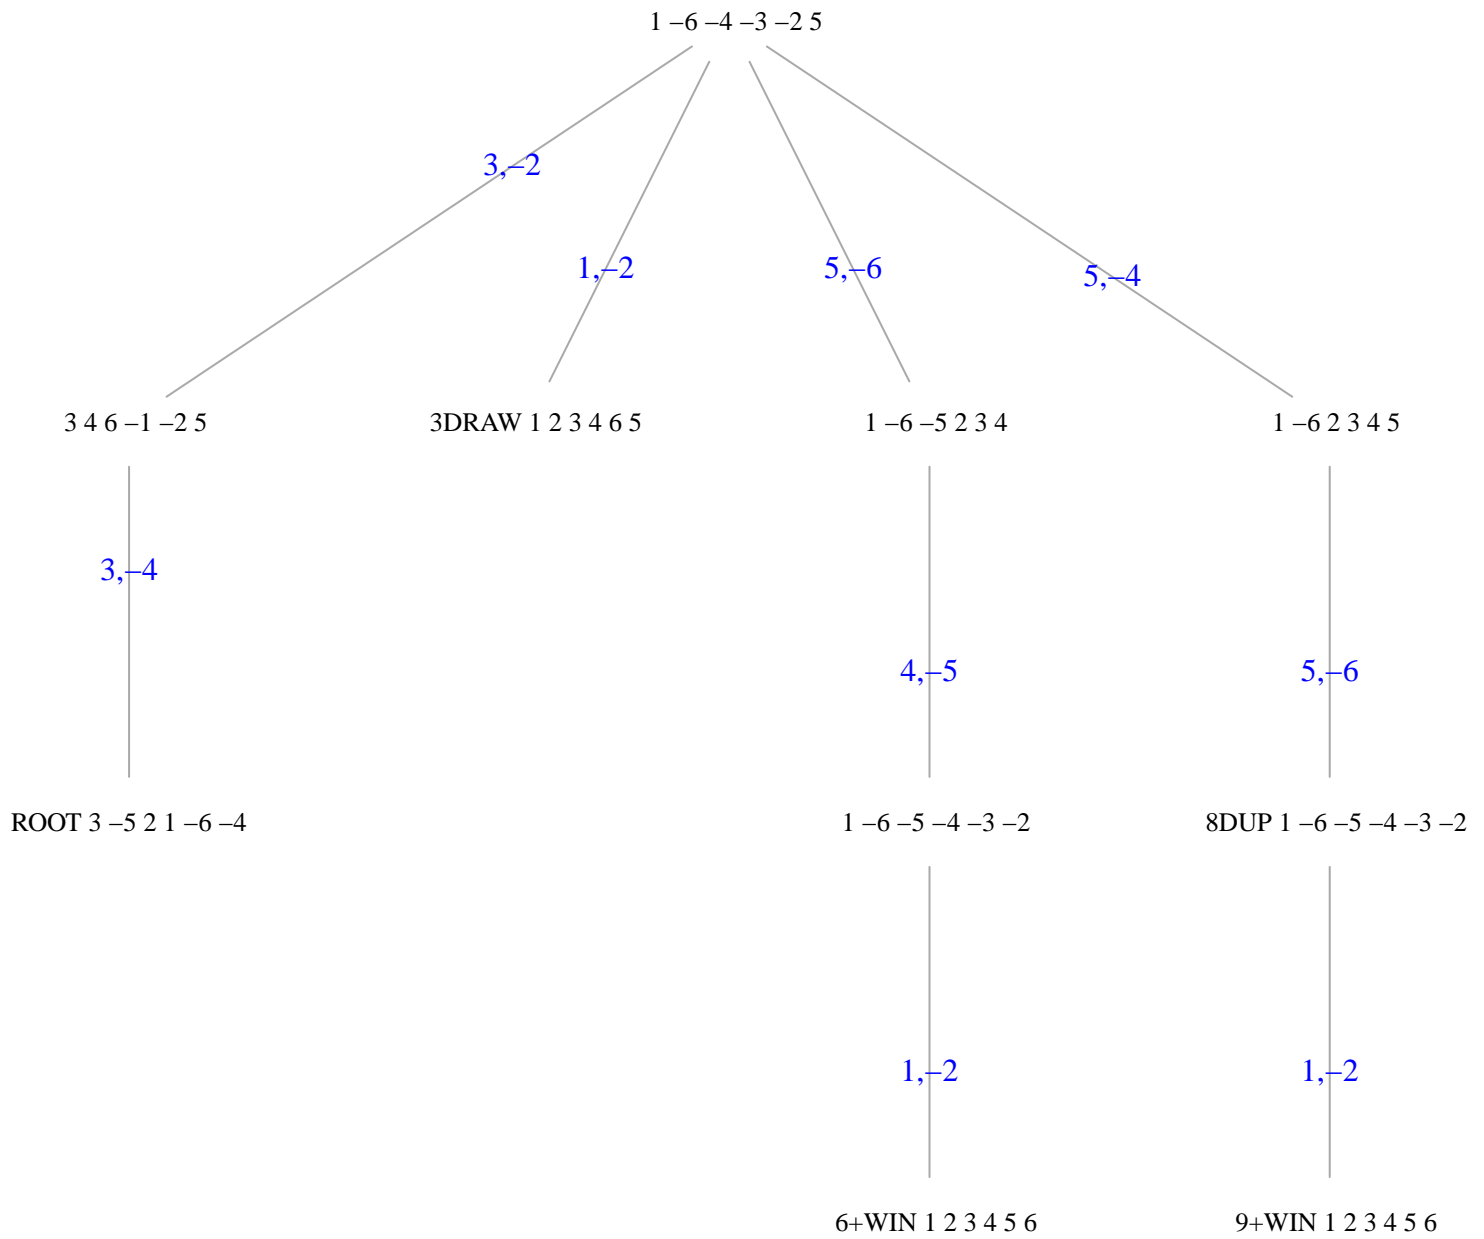 1 –6 –4 –3 –2 5
3,–2
1,–2
5,–6
5,–4
3 4 6 –1 –2 5
3DRAW 1 2 3 4 6 5
1 –6 –5 2 3 4
1 –6 2 3 4 5
3,–4
4,–5
5,–6
ROOT 3 –5 2 1 –6 –4
1 –6 –5 –4 –3 –2
8DUP 1 –6 –5 –4 –3 –2
1,–2
1,–2
6+WIN 1 2 3 4 5 6
9+WIN 1 2 3 4 5 6